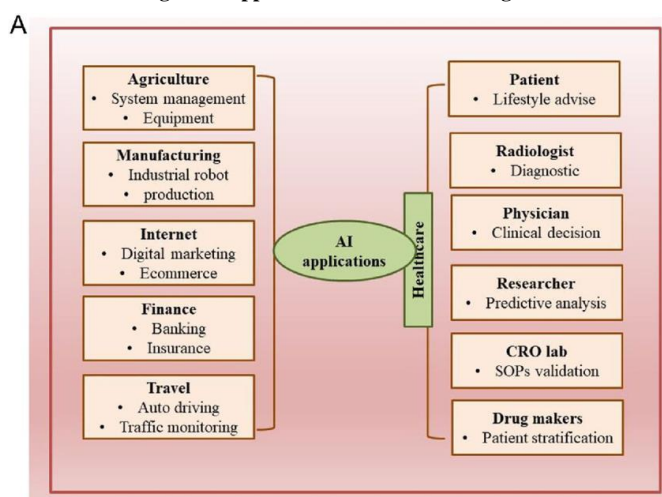 A
Agriculture
• System management
• Equipment
Manufacturing
• Industrial robot
• production
Internet
• Digital marketing
• Ecommerce
Finance
• Banking
• Insurance
Travel
• Auto driving
• Traffic monitoring
AI
applications
Healthcare
Patient
• Lifestyle advise
Radiologist
• Diagnostic
Physician
• Clinical decision
Researcher
• Predictive analysis
CRO lab
• SOPs validation
Drug makers
• Patient stratification